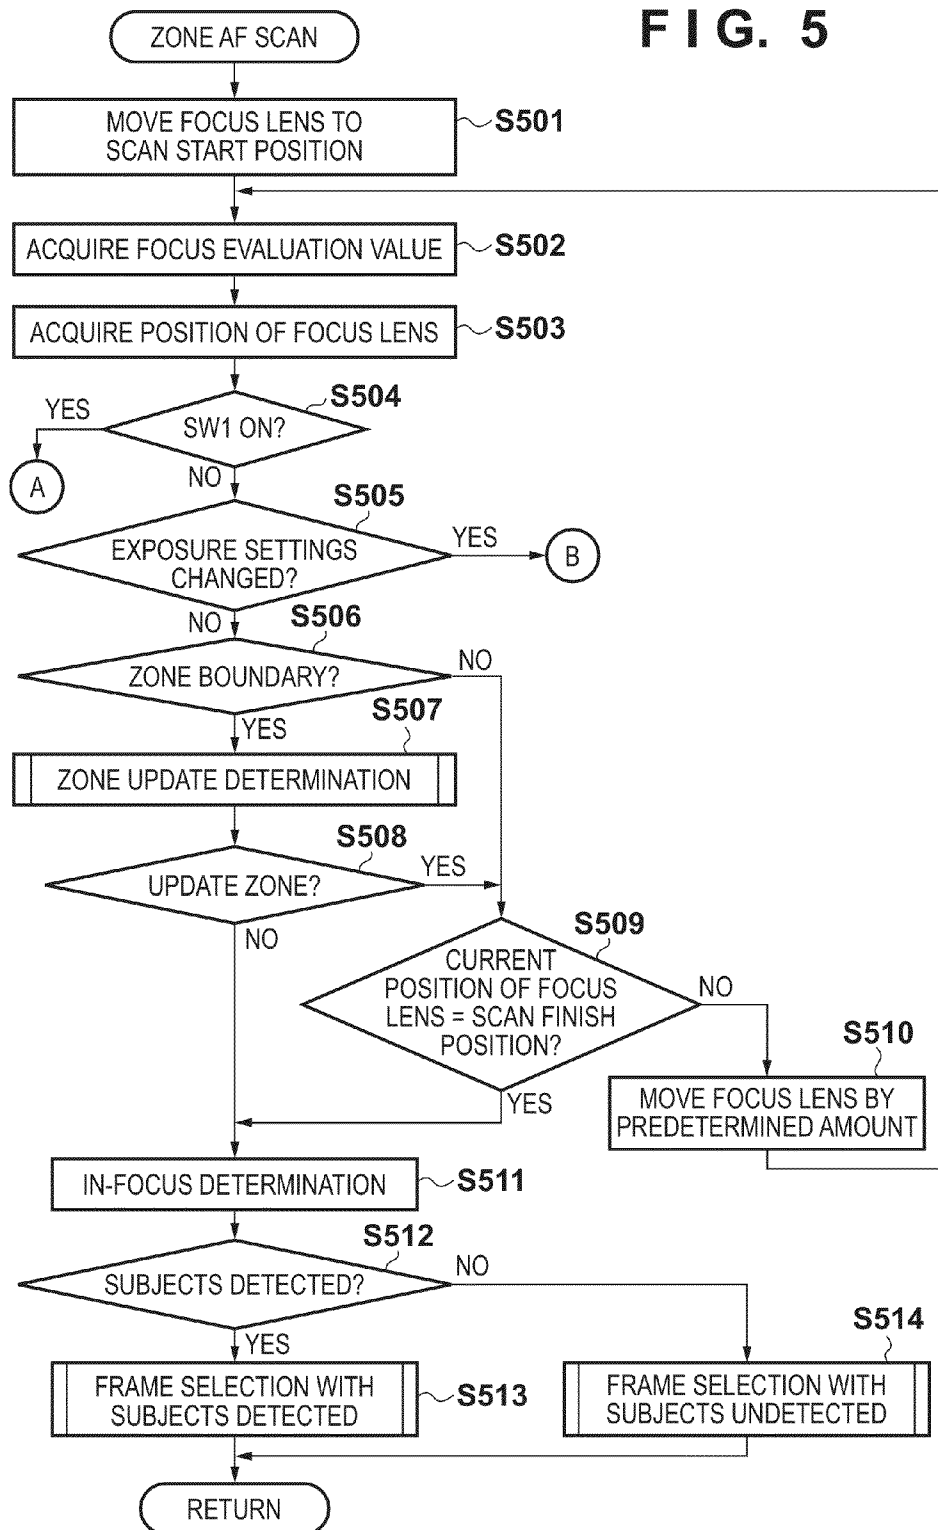 FIG. 5
ZONE AF SCAN
MOVE FOCUS LENS TO
SCAN START POSITION
S501
ACQUIRE FOCUS EVALUATION VALUE
S502
ACQUIRE POSITION OF FOCUS LENS
S503
S504
YES
SW1 ON?
A
NO
S505
EXPOSURE SETTINGS
CHANGED?
YES
B
NO
S506
ZONE BOUNDARY?
NO
YES
S507
ZONE UPDATE DETERMINATION
S508
UPDATE ZONE?
YES
NO
S509
CURRENT
POSITION OF FOCUS
LENS = SCAN FINISH
POSITION?
NO
YES
S510
MOVE FOCUS LENS BY
PREDETERMINED AMOUNT
IN-FOCUS DETERMINATION
S511
S512
SUBJECTS DETECTED?
NO
YES
FRAME SELECTION WITH
SUBJECTS DETECTED
S513
S514
FRAME SELECTION WITH
SUBJECTS UNDETECTED
RETURN